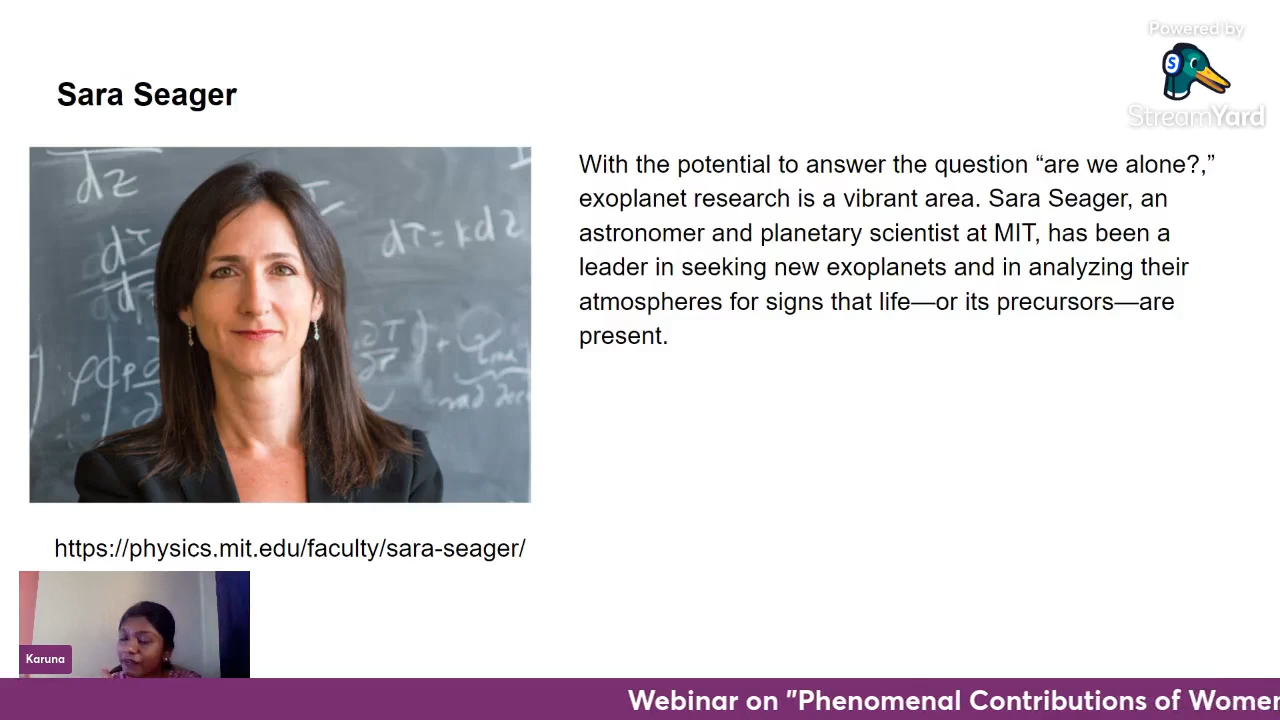 Powered by
StreamYard
Sara Seager
dz
dτ = κdz
With the potential to answer the question “are we alone?,”
exoplanet research is a vibrant area. Sara Seager, an
astronomer and planetary scientist at MIT, has been a
leader in seeking new exoplanets and in analyzing their
atmospheres for signs that life—or its precursors—are
present.
https://physics.mit.edu/faculty/sara-seager/
Karuna
Webinar on "Phenomenal Contributions of Women